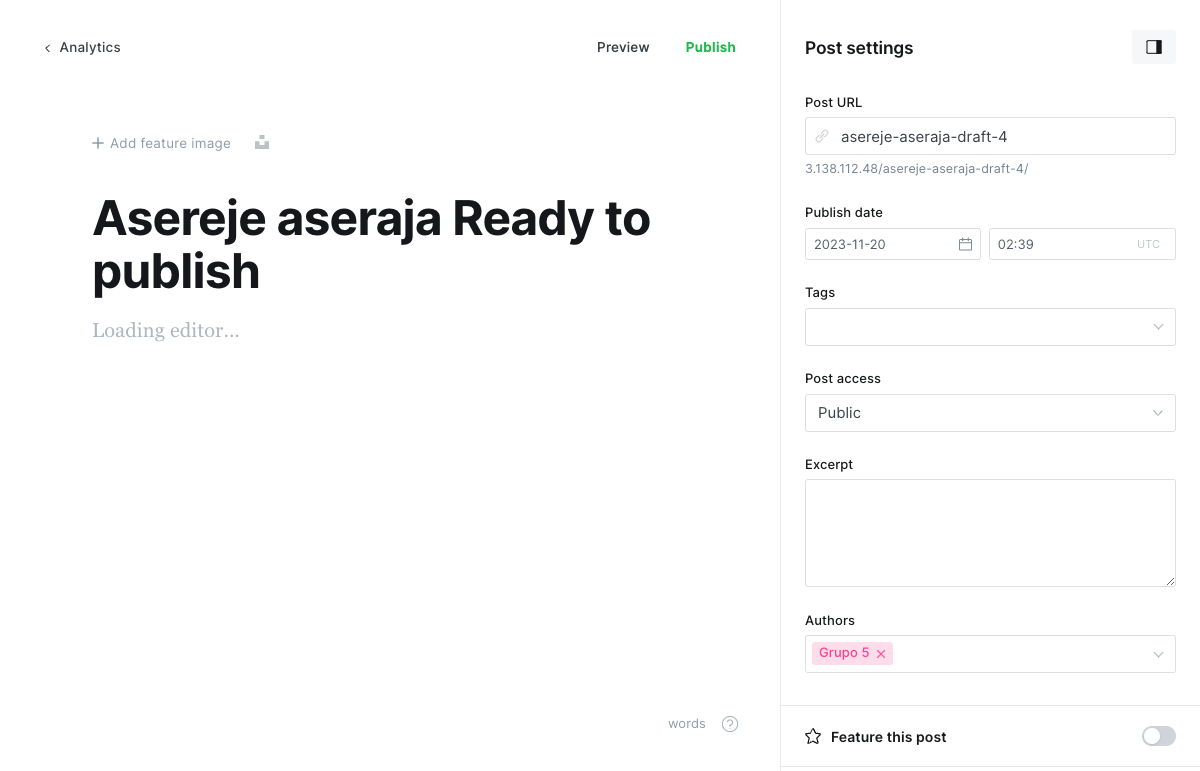 Analytics
Preview
Publish
Add feature image
Asereje aseraja Ready to
publish
Loading editor...
words
?
Post settings
Post URL
asereje-aseraja-draft-4
3.138.112.48/asereje-aseraja-draft-4/
Publish date
2023-11-20
02:39
UTC
Tags
Post access
Public
Excerpt
Authors
Grupo 5
Feature this post